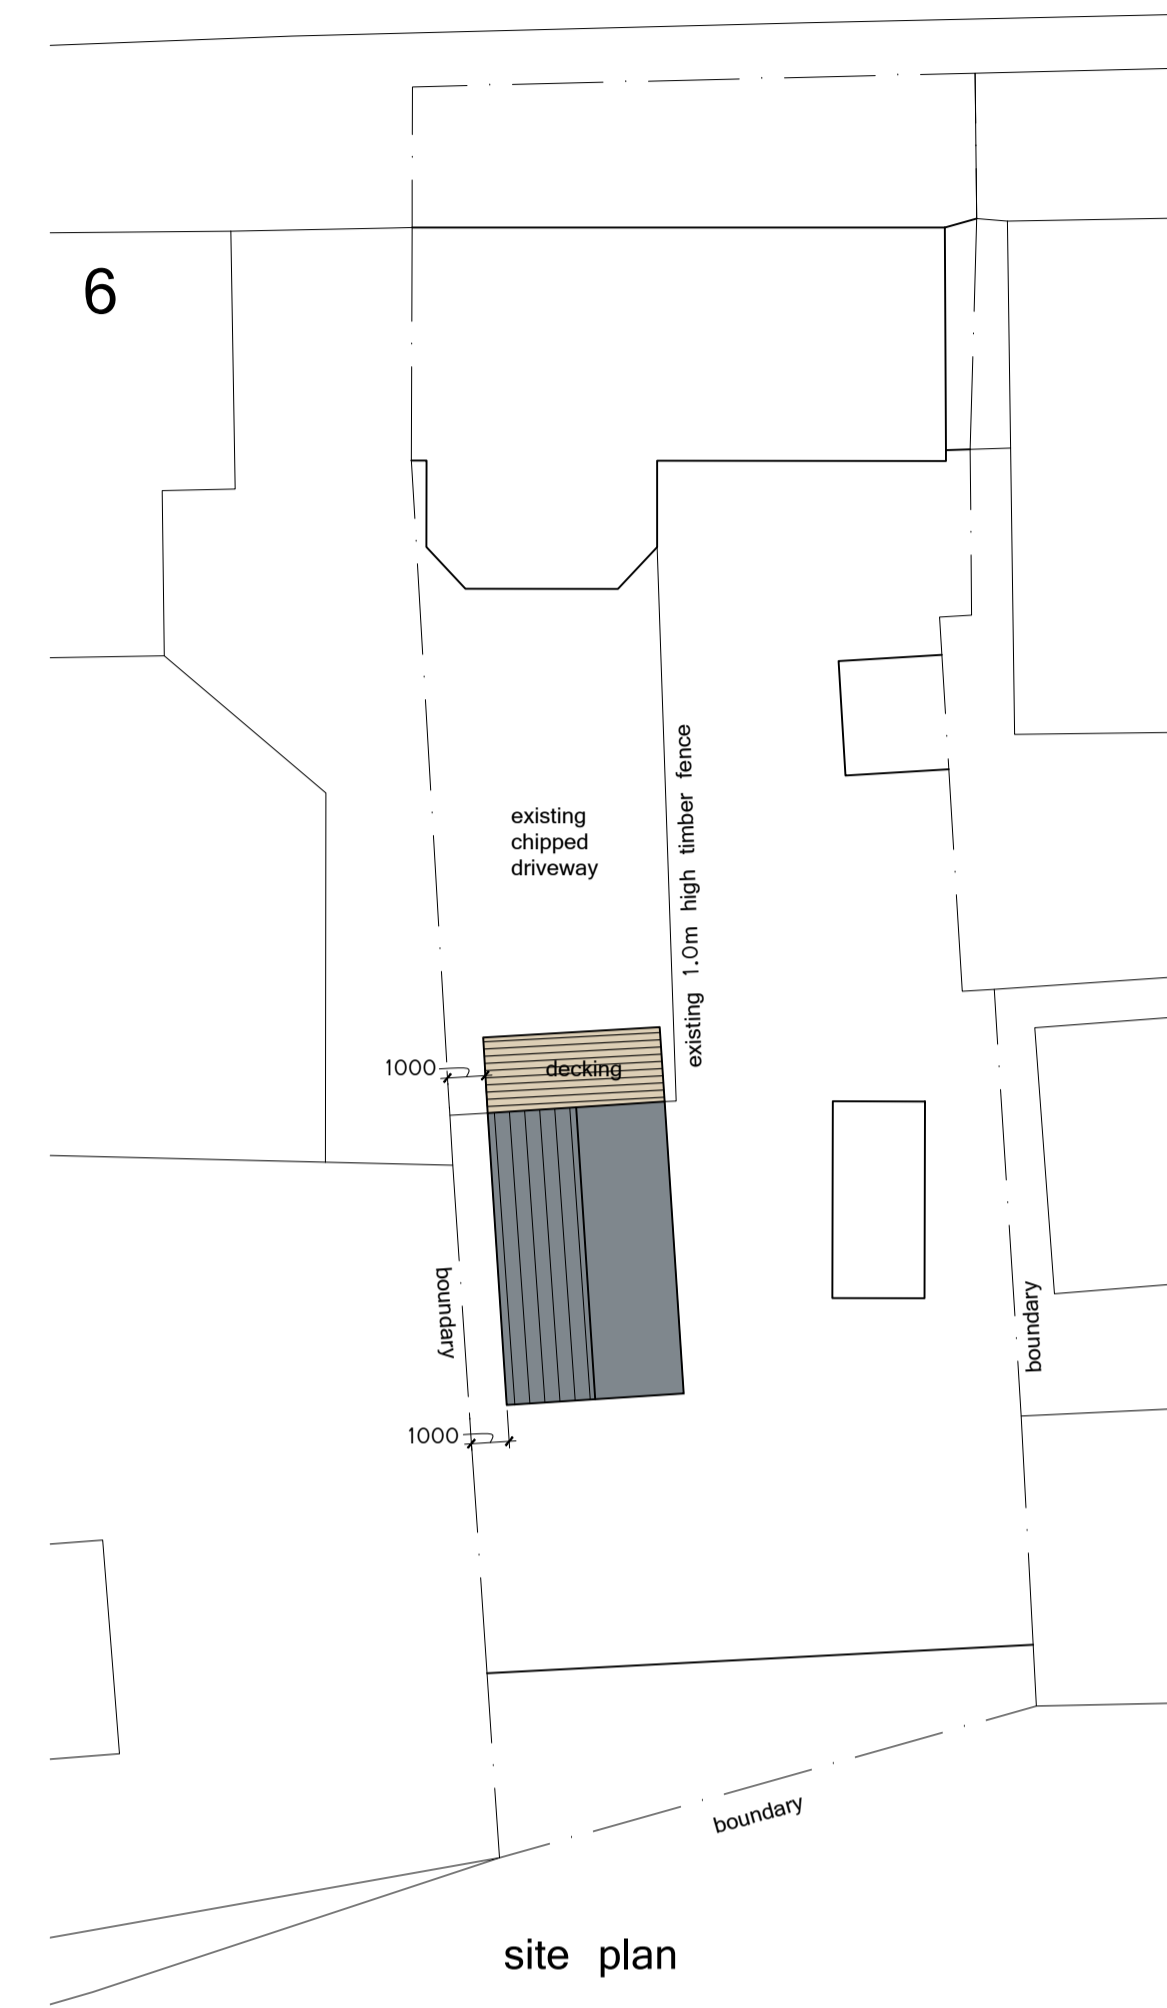 6
existing
chipped
driveway
existing 1.0m high timber fence
1000
decking
boundary
boundary
1000
boundary
site plan